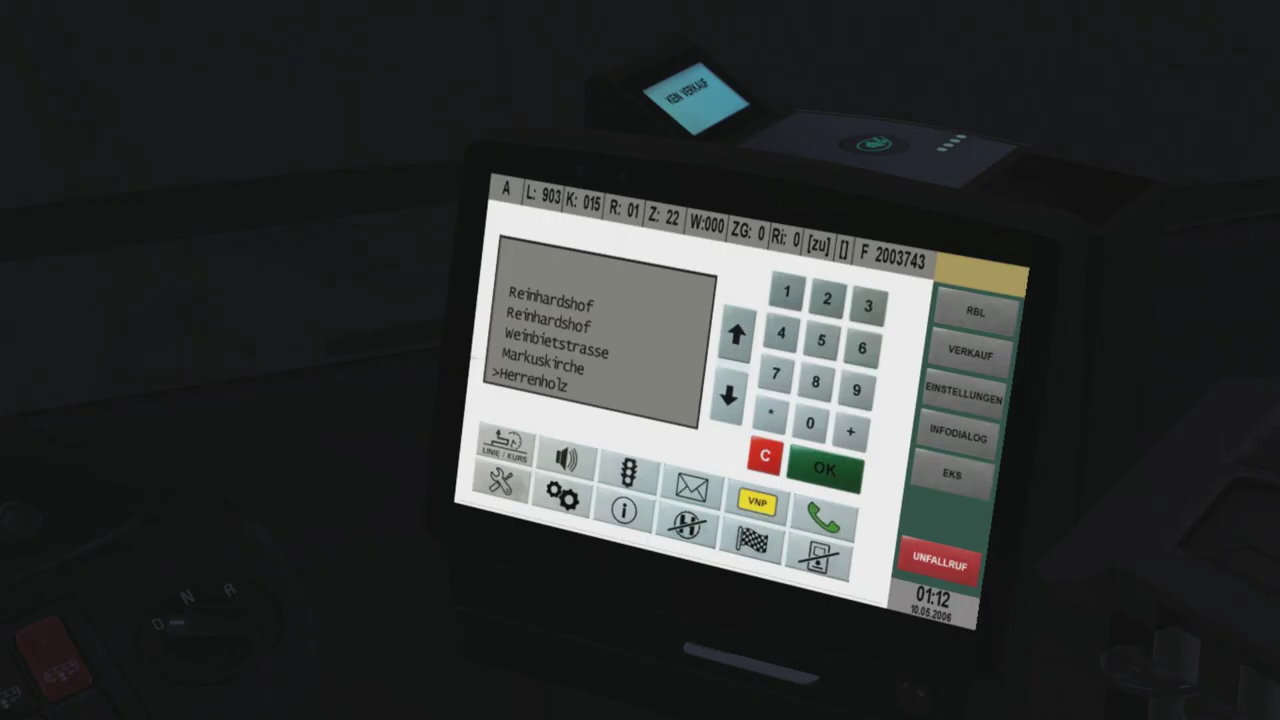 KEIN VERKAUF
A L: 903 K: 015 R: 01 Z: 22 W:000 ZG: 0 Ri: 0 [zu] [] F 2003743
Reinhardshof
Reinhardshof
Weinbietstrasse
Markuskirche
>Herrenholz
1 2 3
4 5 6
7 8 9
* 0 +
C OK
LINIE / KURS
VNP
i
H
RBL
VERKAUF
EINSTELLUNGEN
INFODIALOG
EKS
UNFALLRUF
01:12
10.05.2006
D N R